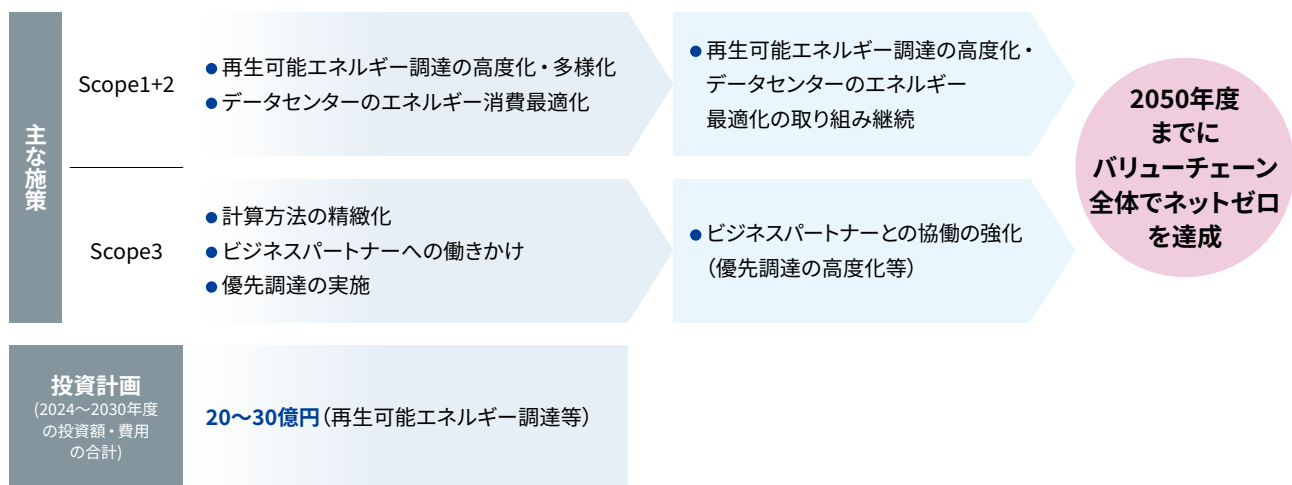 主な施策
Scope1+2
●再生可能エネルギー調達の高度化・多様化
●データセンターのエネルギー消費最適化
●再生可能エネルギー調達の高度化・
データセンターのエネルギー
最適化の取り組み継続
Scope3
●計算方法の精緻化
●ビジネスパートナーへの働きかけ
●優先調達の実施
●ビジネスパートナーとの協働の強化
（優先調達の高度化等）
2050年度
までに
バリューチェーン
全体でネットゼロ
を達成
投資計画
(2024～2030年度
の投資額・費用
の合計)
20～30億円（再生可能エネルギー調達等）